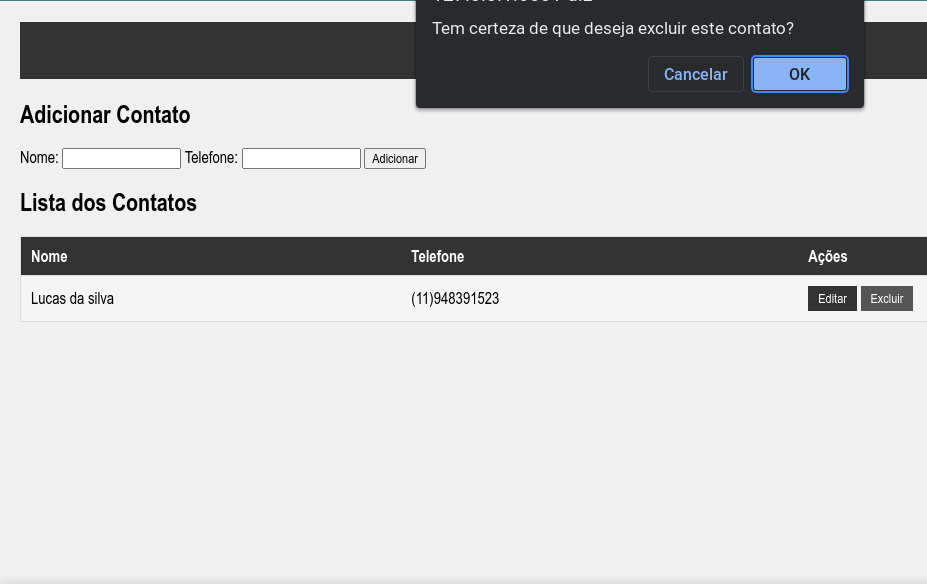 Tem certeza de que deseja excluir este contato?
Cancelar OK
Adicionar Contato
Nome: Telefone: Adicionar
Lista dos Contatos
Nome Telefone Ações
Lucas da silva (11)948391523 Editar Excluir